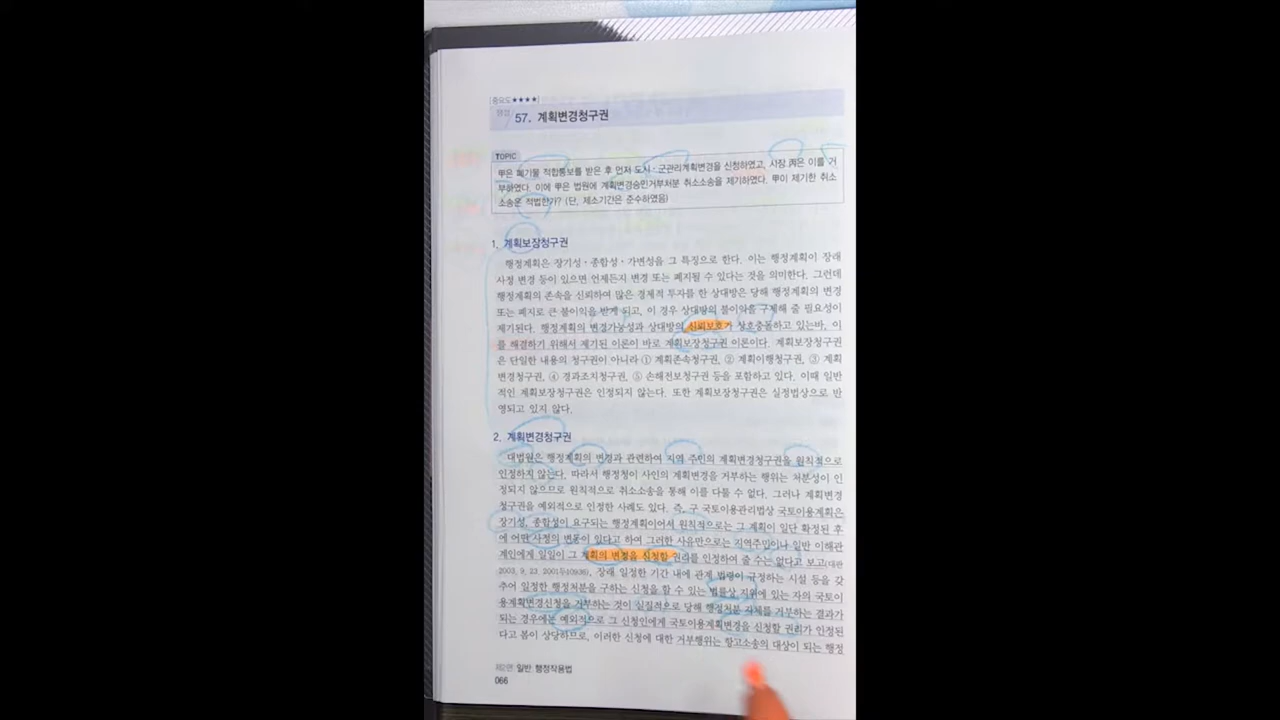 중요도★★★★
쟁점 57. 계획변경청구권
TOPIC
甲은 폐기물 적합통보를 받은 후 먼저 도시·군관리계획변경을 신청하였고, 시장 丙은 이를 거
부하였다. 이에 甲은 법원에 계획변경승인거부처분 취소소송을 제기하였다. 甲이 제기한 취소
소송은 적법한가? (단, 제소기간은 준수하였음)
1. 계획보장청구권
행정계획은 장기성·종합성·가변성을 그 특징으로 한다. 이는 행정계획이 장래
사정 변경 등이 있으면 언제든지 변경 또는 폐지될 수 있다는 것을 의미한다. 그런데
행정계획의 존속을 신뢰하여 많은 경제적 투자를 한 상대방은 당해 행정계획의 변경
또는 폐지로 큰 불이익을 받게 되고, 이 경우 상대방의 불이익을 구제해 줄 필요성이
제기된다. 행정계획의 변경가능성과 상대방의 신뢰보호가 상호충돌하고 있는바, 이
를 해결하기 위해서 제기된 이론이 바로 계획보장청구권 이론이다. 계획보장청구권
은 단일한 내용의 청구권이 아니라 ① 계획존속청구권, ② 계획이행청구권, ③ 계획
변경청구권, ④ 경과조치청구권, ⑤ 손해전보청구권 등을 포함하고 있다. 이때 일반
적인 계획보장청구권은 인정되지 않는다. 또한 계획보장청구권은 실정법상으로 반
영되고 있지 않다.
2. 계획변경청구권
대법원은 행정계획의 변경과 관련하여 지역 주민의 계획변경청구권을 원칙적으로
인정하지 않는다. 따라서 행정청이 사인의 계획변경을 거부하는 행위는 처분성이 인
정되지 않으므로 원칙적으로 취소소송을 통해 이를 다툴 수 없다. 그러나 계획변경
청구권을 예외적으로 인정한 사례도 있다. 즉, 구 국토이용관리법상 국토이용계획은
장기성, 종합성이 요구되는 행정계획이어서 원칙적으로는 그 계획이 일단 확정된 후
에 어떤 사정의 변동이 있다고 하여 그러한 사유만으로는 지역주민이나 일반 이해관
계인에게 일일이 그 계획의 변경을 신청할 권리를 인정하여 줄 수는 없다고 보고(대판
2003. 9. 23. 2001두10936), 장래 일정한 기간 내에 관계 법령이 규정하는 시설 등을 갖
추어 일정한 행정처분을 구하는 신청을 할 수 있는 법률상 지위에 있는 자의 국토이
용계획변경신청을 거부하는 것이 실질적으로 당해 행정처분 자체를 거부하는 결과가
되는 경우에는 예외적으로 그 신청인에게 국토이용계획변경을 신청할 권리가 인정된
다고 봄이 상당하므로, 이러한 신청에 대한 거부행위는 항고소송의 대상이 되는 행정
제2편 일반 행정작용법
066